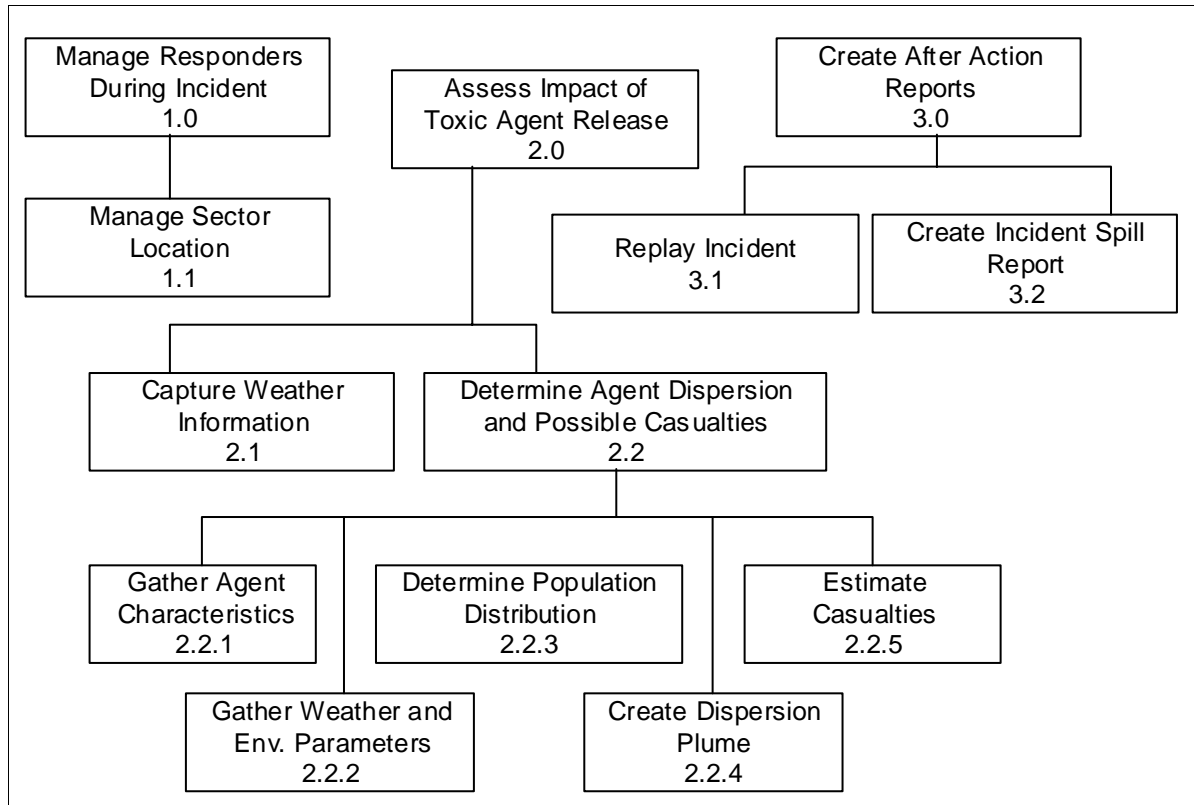 Manage Responders
During Incident
1.0
Assess Impact of
Toxic Agent Release
2.0
Create After Action
Reports
3.0
Manage Sector
Location
1.1
Replay Incident
3.1
Create Incident Spill
Report
3.2
Capture Weather
Information
2.1
Determine Agent Dispersion
and Possible Casualties
2.2
Gather Agent
Characteristics
2.2.1
Determine Population
Distribution
2.2.3
Estimate
Casualties
2.2.5
Gather Weather and
Env. Parameters
2.2.2
Create Dispersion
Plume
2.2.4